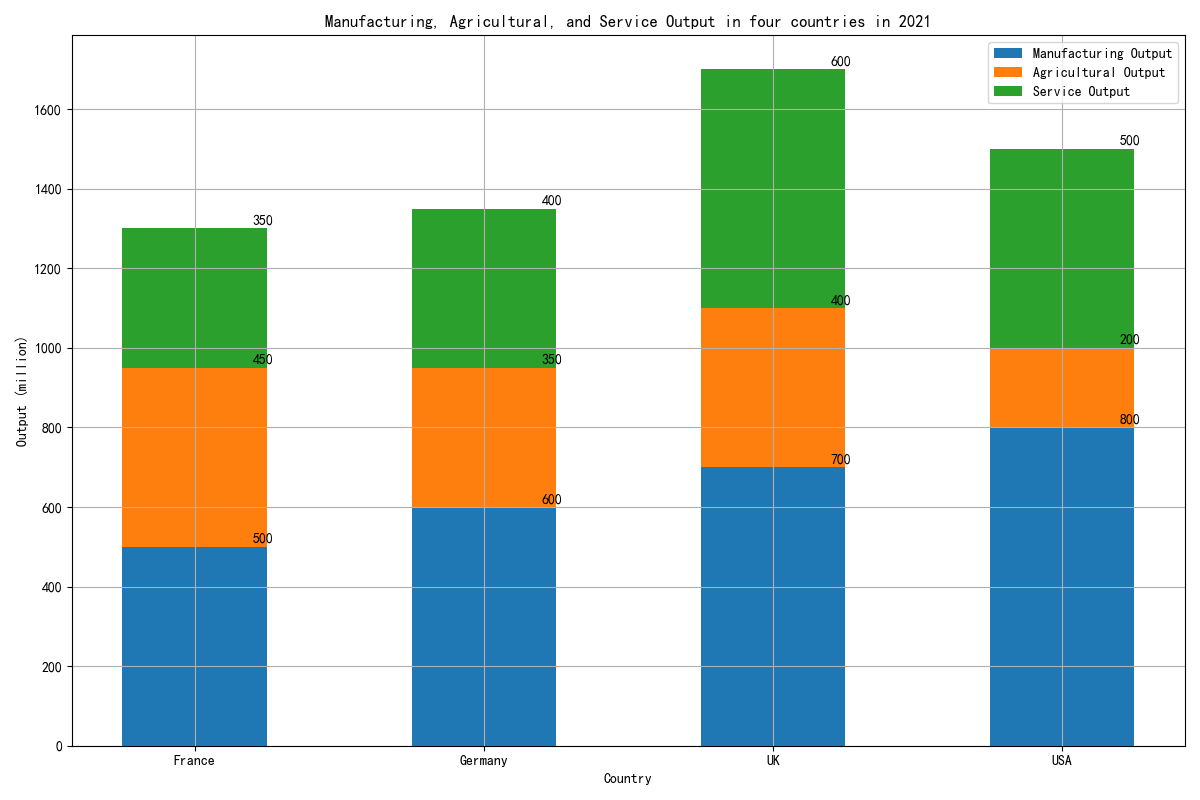 Manufacturing, Agricultural, and Service Output in four countries in 2021
Manufacturing Output
Agricultural Output
Service Output
Output (million)
1600
1400
1200
1000
800
600
400
200
0
350
450
500
400
350
600
600
400
700
500
200
800
France
Germany
UK
USA
Country